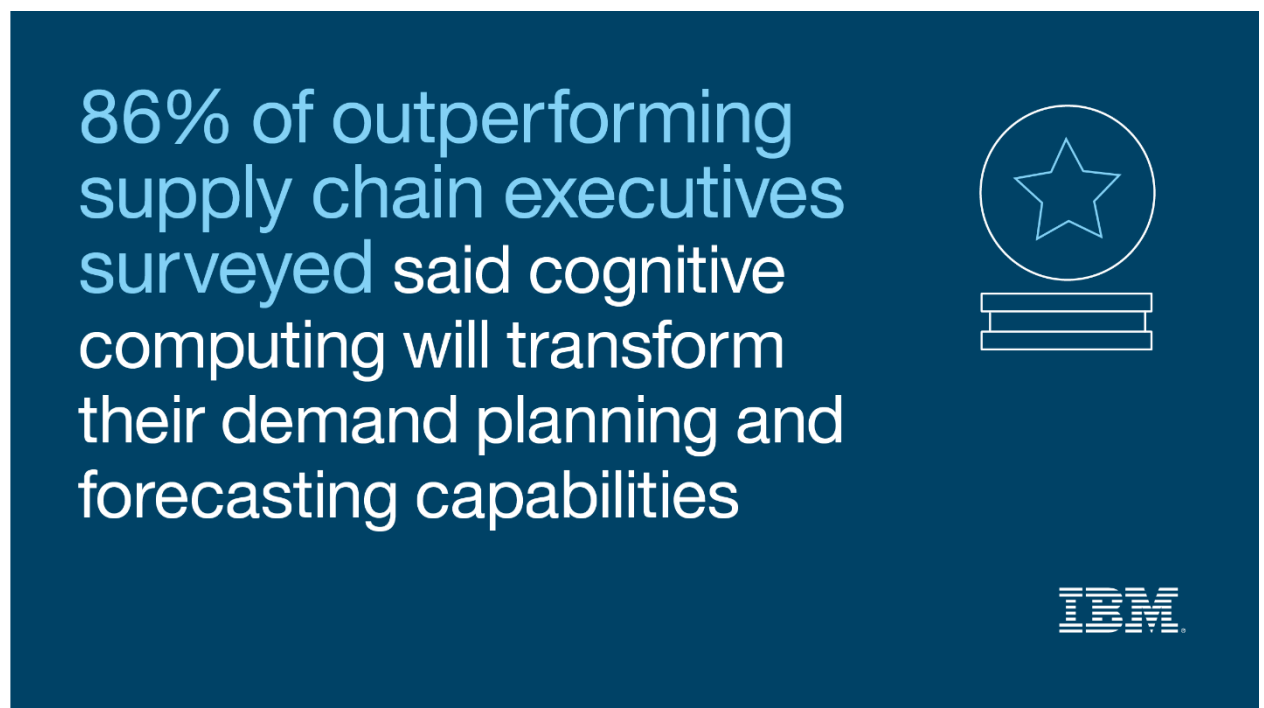 86% of outperforming
supply chain executives
surveyed said cognitive
computing will transform
their demand planning and
forecasting capabilities
IBM®